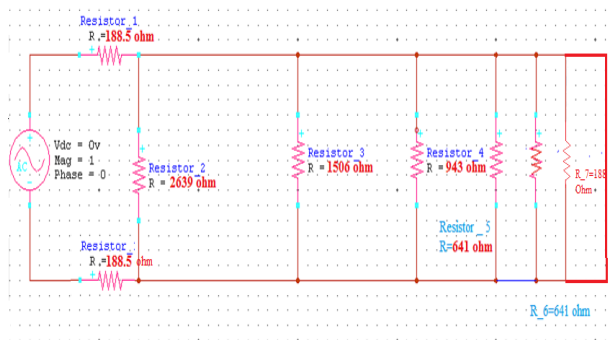 Resistor_1
R.=188.5 ohm
AC
Vdc = 0v
Mag = 1
Phase = 0
Resistor_2
R = 2639 ohm
Resistor_3
R = 1506 ohm
Resistor_4
R = 943 ohm
R_7=188
Ohm
Resistor_5
R=641 ohm
Resistor_
R.=188.5 ohm
R_6=641 ohm